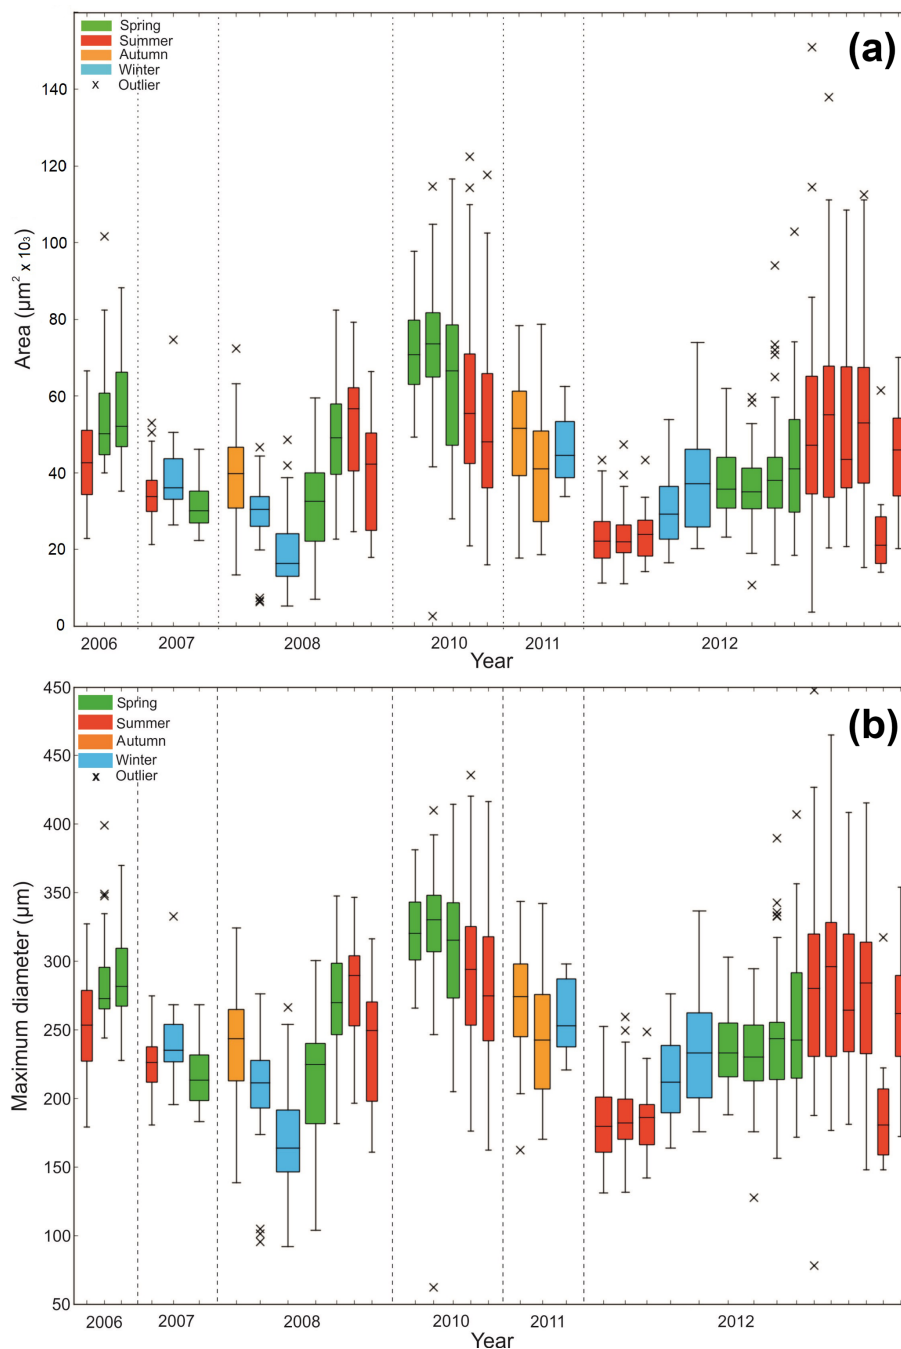 (a)
Spring
Summer
Autumn
Winter
x Outlier
140
120
100
80
60
40
20
0
Area (µm² x 10₃)
2006 2007 2008 2010 2011 2012
Year
(b)
Spring
Summer
Autumn
Winter
x Outlier
450
450
400
350
300
250
200
150
100
50
Maximum diameter (µm)
2006 2007 2008 2010 2011 2012
Year